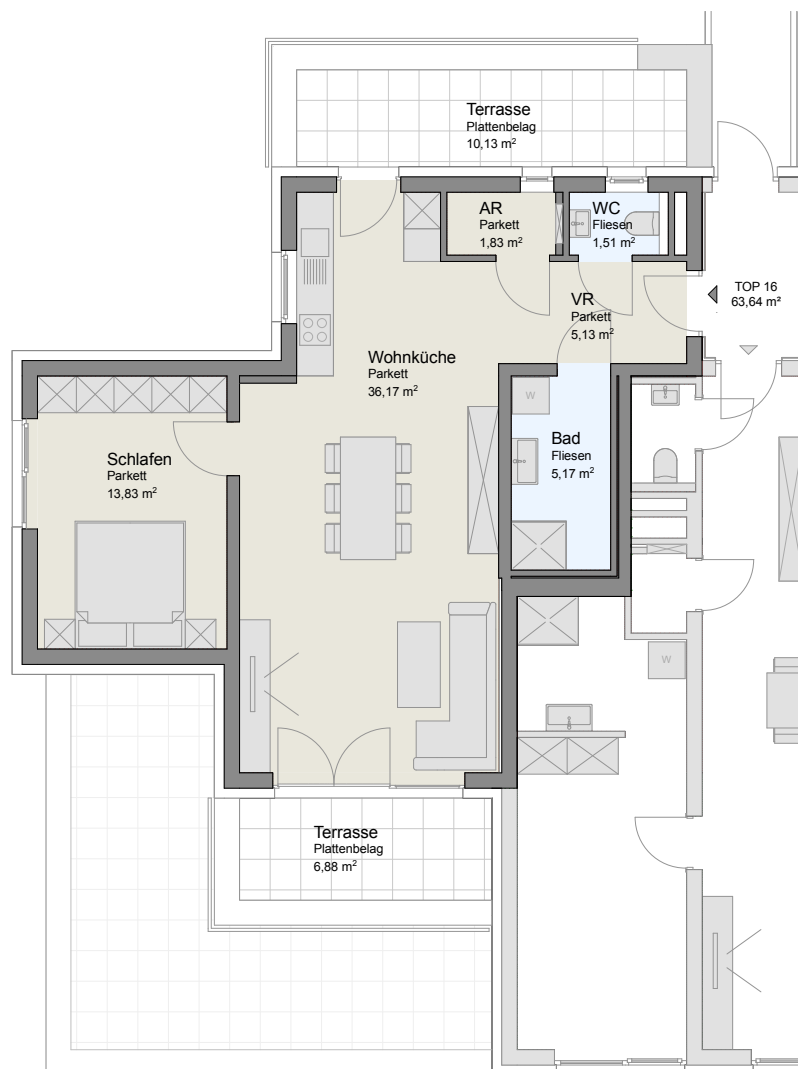 Terrasse
Plattenbelag
10,13 m²
AR
Parkett
1,83 m²
WC
Fliesen
1,51 m²
VR
Parkett
5,13 m²
TOP 16
63,64 m²
Wohnküche
Parkett
36,17 m²
W
Bad
Fliesen
5,17 m²
Schlafen
Parkett
13,83 m²
W
Terrasse
Plattenbelag
6,88 m²